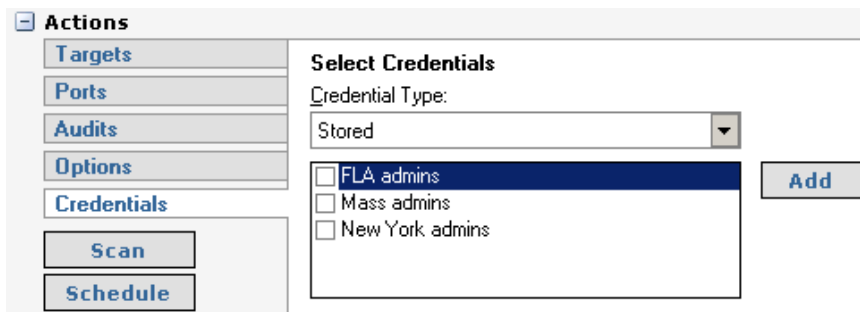 Actions
Targets
Ports
Audits
Options
Credentials
Scan
Schedule
Select Credentials
Credential Type:
Stored
FLA admins
Mass admins
New York admins
Add